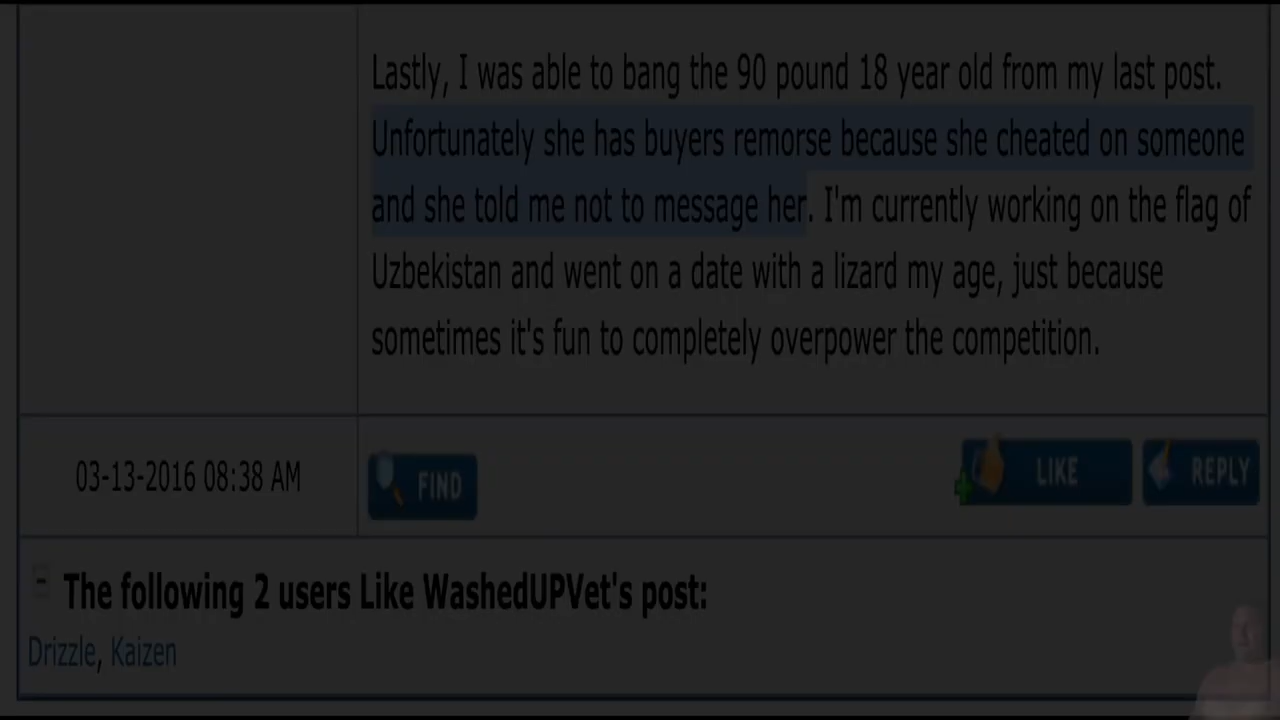 Lastly, I was able to bang the 90 pound 18 year old from my last post.
Unfortunately she has buyers remorse because she cheated on someone
and she told me not to message her. I'm currently working on the flag of
Uzbekistan and went on a date with a lizard my age, just because
sometimes it's fun to completely overpower the competition.
03-13-2016 08:38 AM
FIND
LIKE
REPLY
The following 2 users Like WashedUPVet's post:
Drizzle, Kaizen